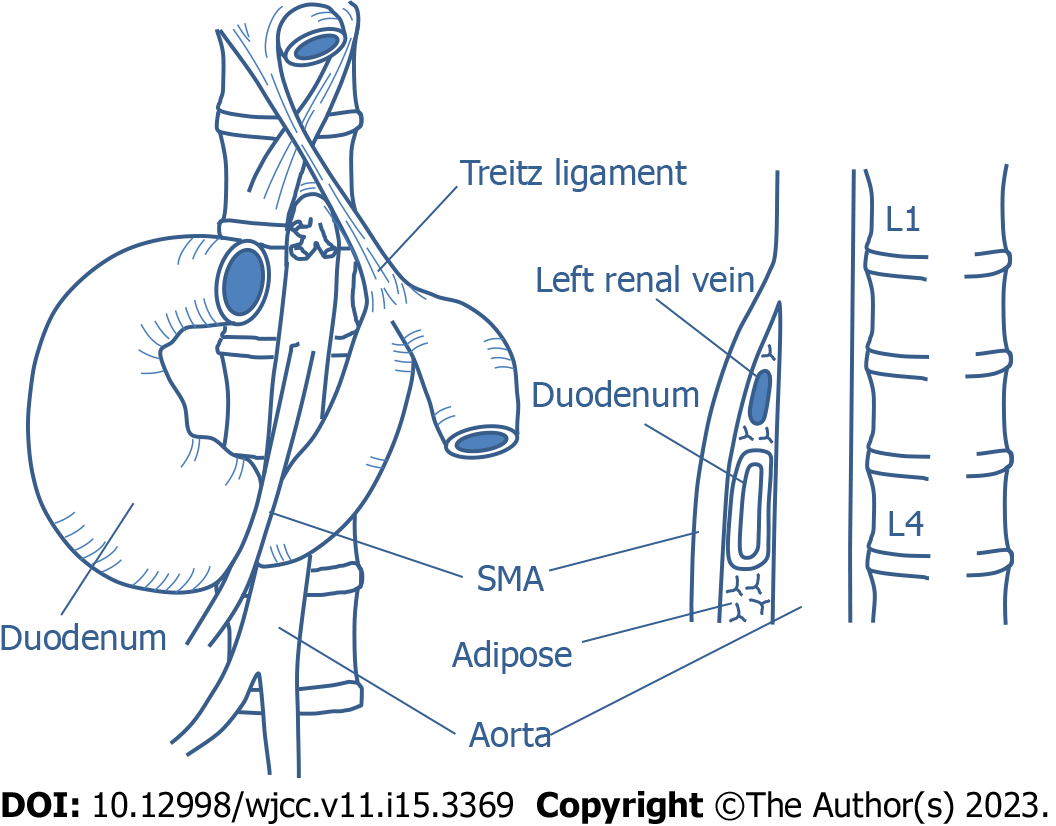 Treitz ligament
L1
Left renal vein
Duodenum
L4
SMA
Duodenum
Adipose
Aorta
DOI: 10.12998/wjcc.v11.i15.3369 Copyright ©The Author(s) 2023.